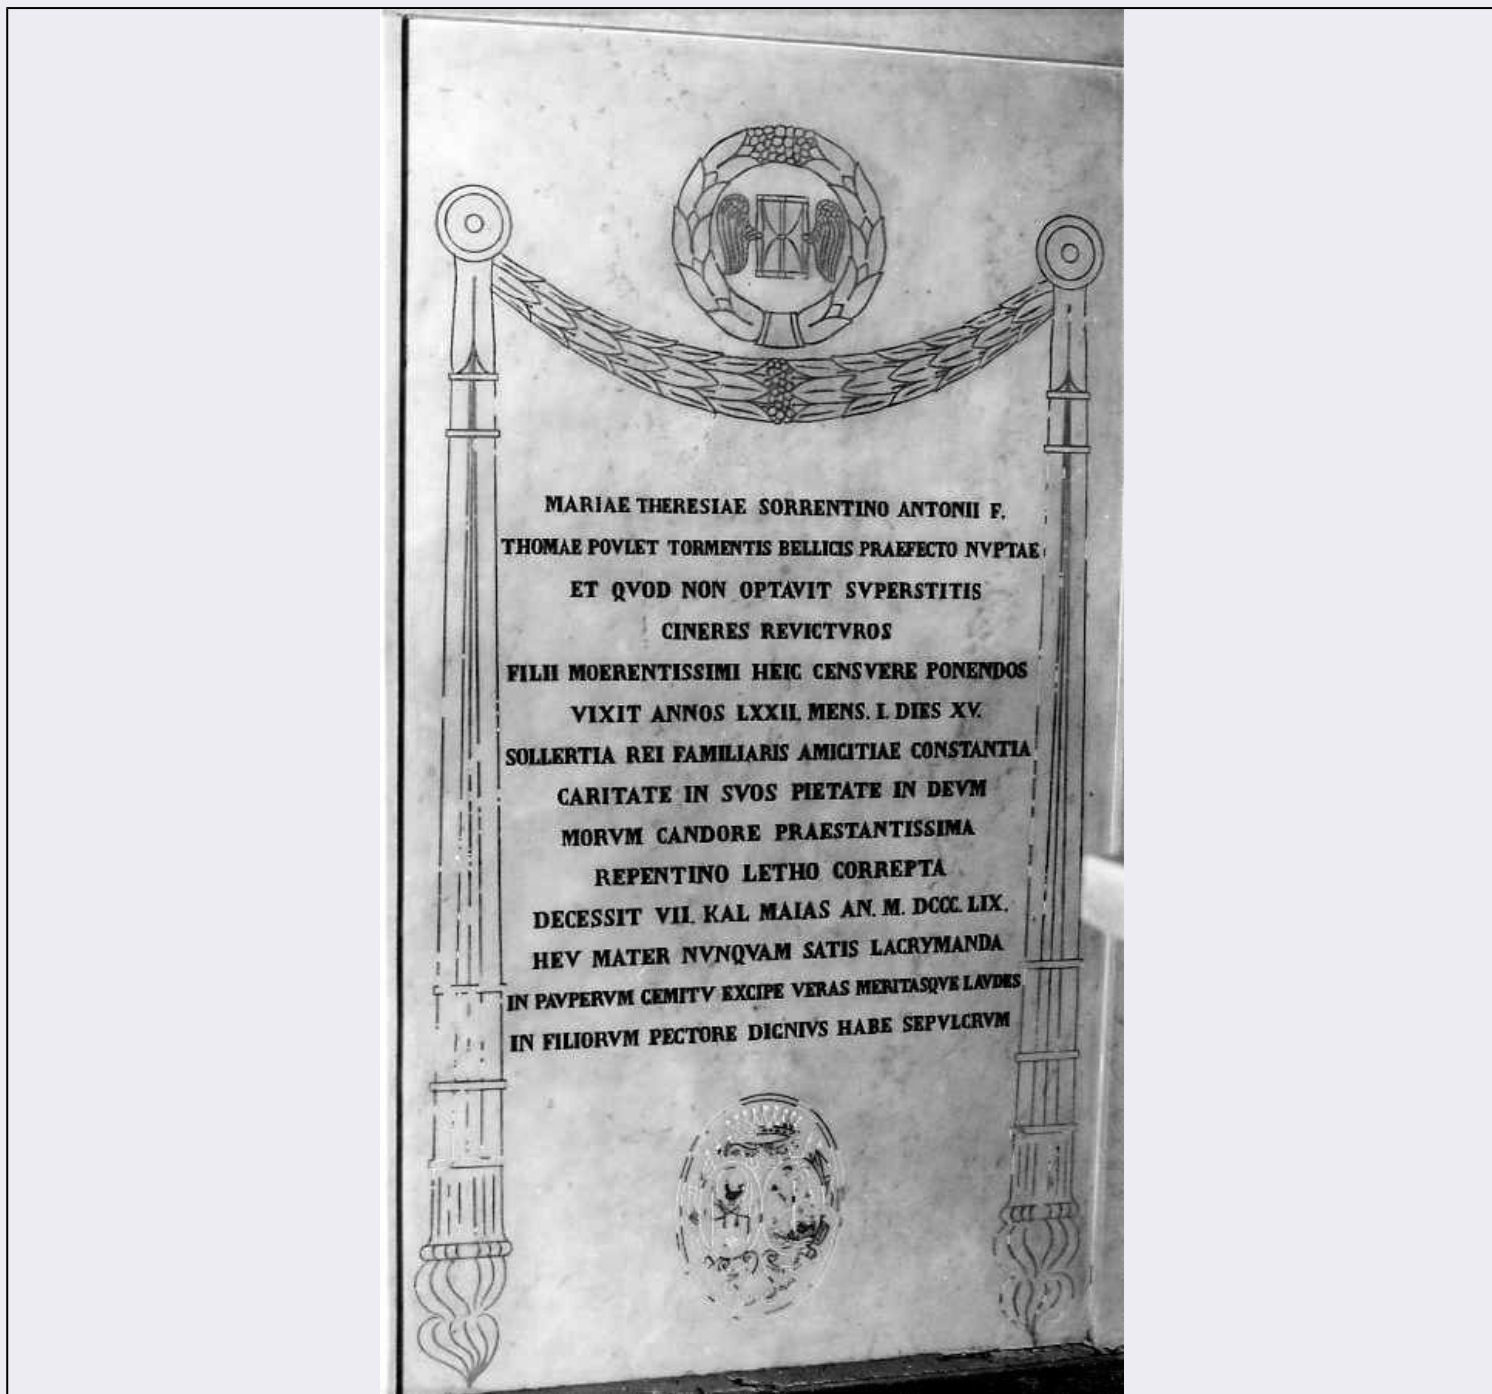 MARIAE THERESIAE SORRENTINO ANTONII F.
THOMAE POVLET TORMENTIS BELLICIS PRAEFECTO NVPTAE
ET QVOD NON OPTAVIT SVPERSTITIS
CINERES REVICTVROS
FILII MOERENTISSIMI HEIC CENSVERE PONENDOS
VIXIT ANNOS LXXII. MENS. I. DIES XV.
SOLLERTIA REI FAMILIARIS AMICITIAE CONSTANTIA
CARITATE IN SVOS PIETATE IN DEVM
MORVM CANDORE PRAESTANTISSIMA
REPENTINO LETHO CORREPTA
DECESSIT VII. KAL MAIAS AN. M. DCCC. LIX.
HEV MATER NVNQVAM SATIS LACRYMANDA
IN PAVPERVM GEMITV EXCIPE VERAS MERITASQVE LAVDES
IN FILIORVM PECTORE DIGNIVS HABE SEPVLCRVM